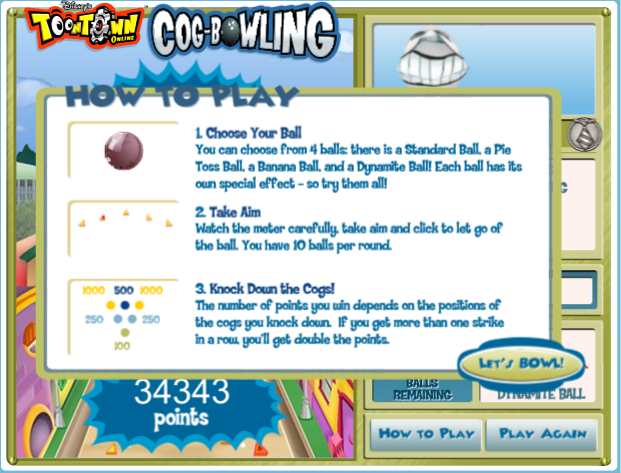 Disney's
TOONTOWN
ONLINE
COG-BOWLING
HOW TO PLAY
1. Choose Your Ball
You can choose from 4 balls: there is a Standard Ball, a Pie
Toss Ball, a Banana Ball, and a Dynamite Ball! Each ball has its
own special effect - so try them all!
2. Take Aim
Watch the meter carefully, take aim and click to let go of
the ball. You have 10 balls per round.
1000 500 1000
250 250
100
3. Knock Down the Cogs!
The number of points you win depends on the positions of
the cogs you knock down. If you get more than one strike
in a row, you'll get double the points.
LET'S BOWL!
34343
points
BALLS
REMAINING
DYNAMITE BALL
HOW TO PLAY
PLAY AGAIN